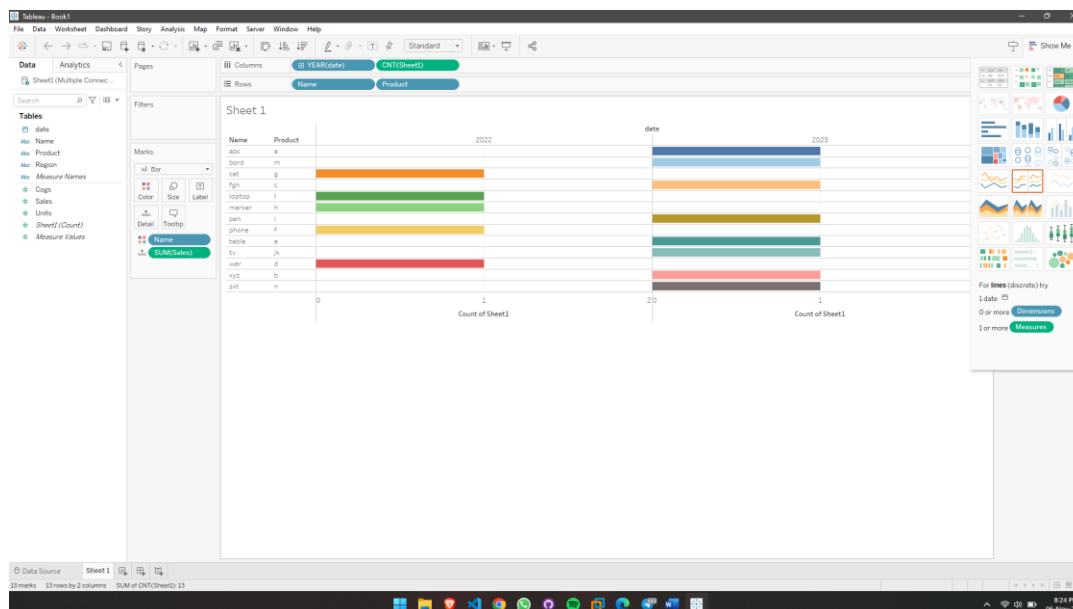 Tableau - Book1
File Data Worksheet Dashboard Story Analysis Map Format Server Window Help
Standard
Show Me
Data Analytics
Sheet1 (Multiple Connec...
Search
Tables
date
Abc Name
Abc Product
Abc Region
Abc Measure Names
Cogs
Sales
Units
Sheet1 (Count)
Measure Values
Pages
Filters
Marks
Bar
Color Size Label
Detail Tooltip
Name
SUM(Sales)
Columns YEAR(date) CNT(Sheet1)
Rows Name Product
Sheet 1
date
Name Product 2022 2023
abc a
bord m
cat g
fgh c
loptop l
marker h
pen i
phone f
table e
tv jk
wer d
xyz b
zxt n
0 1 2 0 1
Count of Sheet1 Count of Sheet1
For lines (discrete) try
1 date
0 or more Dimensions
1 or more Measures
Data Source Sheet 1
13 marks 13 rows by 2 columns SUM of CNT(Sheet1): 13
8:24 P